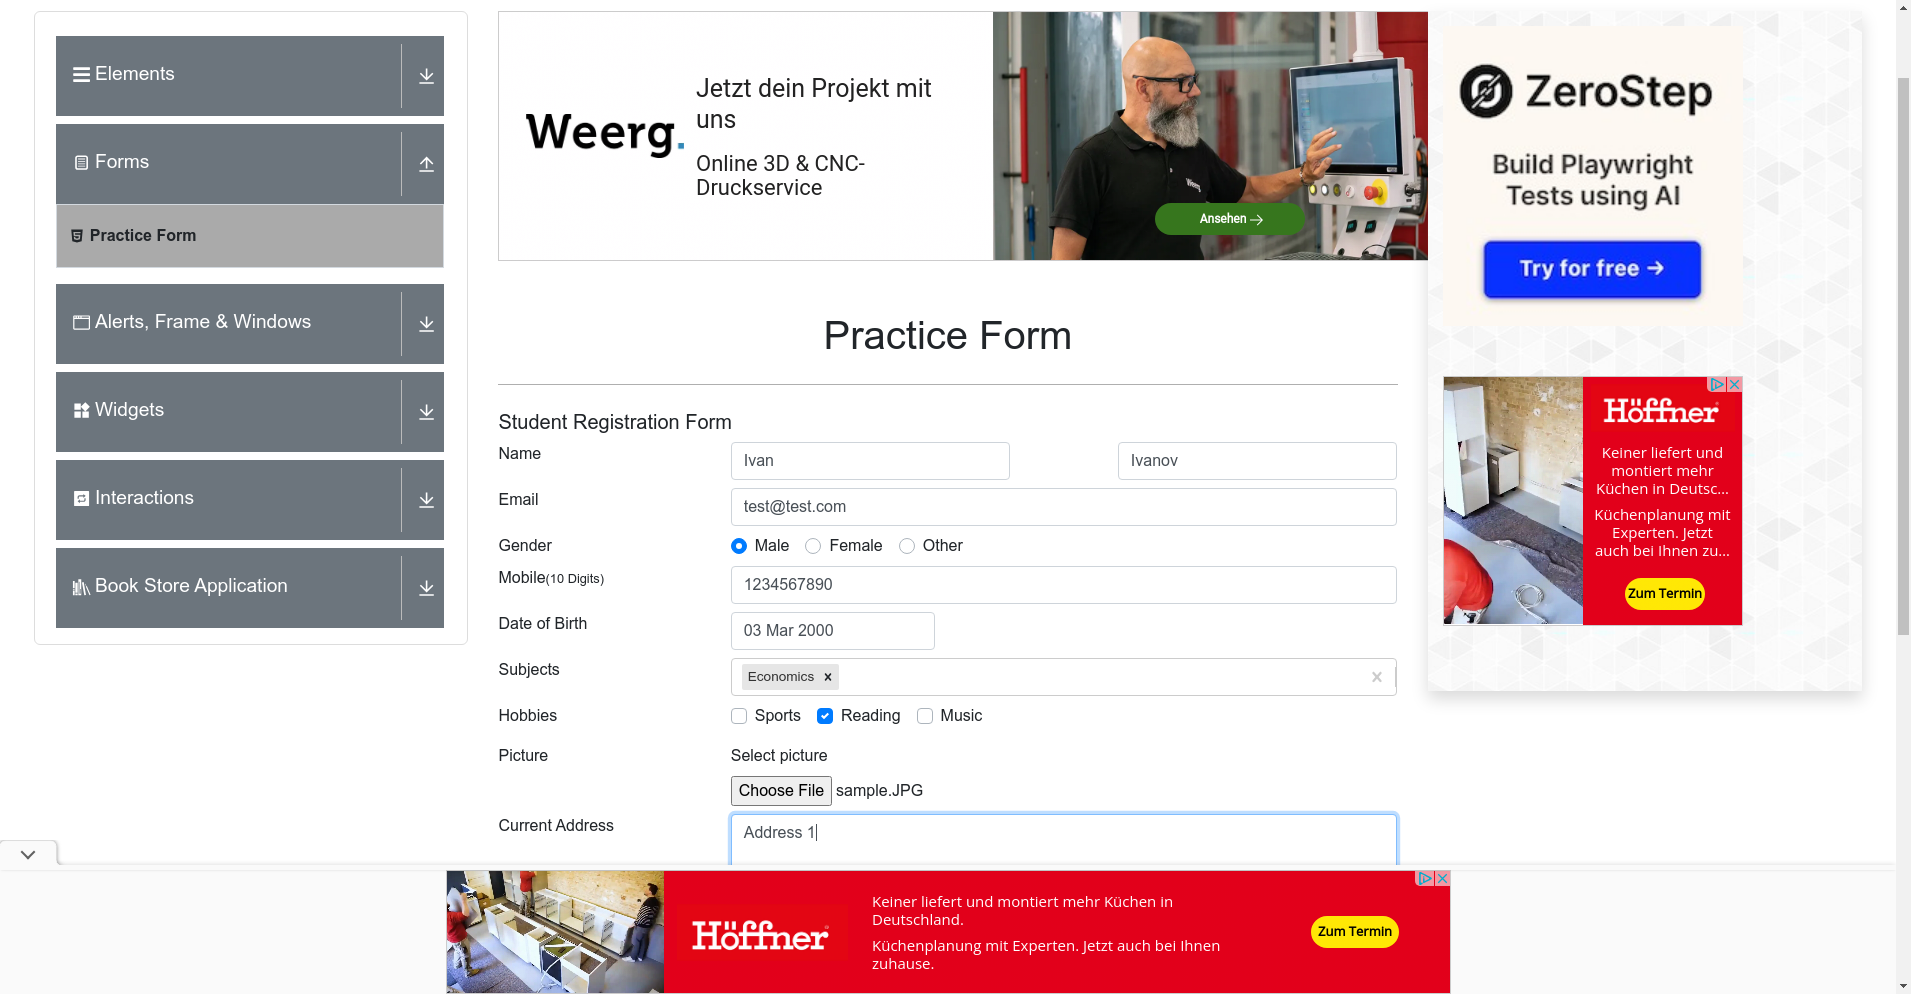 Elements
Forms
Practice Form
Alerts, Frame & Windows
Widgets
Interactions
Book Store Application
Weerg.
Jetzt dein Projekt mit
uns
Online 3D & CNC-
Druckservice
Ansehen
ZeroStep
Build Playwright
Tests using AI
Try for free →
Practice Form
Student Registration Form
Name
Ivan
Ivanov
Email
test@test.com
Gender
Male Female Other
Mobile(10 Digits)
1234567890
Date of Birth
03 Mar 2000
Subjects
Economics
Hobbies
Sports Reading Music
Picture
Select picture
Choose File sample.JPG
Current Address
Address 1
Höffner
Keiner liefert und
montiert mehr
Küchen in Deutsc...
Küchenplanung mit
Experten. Jetzt
auch bei Ihnen zu...
Zum Termin
Höffner
Keiner liefert und montiert mehr Küchen in
Deutschland.
Küchenplanung mit Experten. Jetzt auch bei Ihnen
zuhause.
Zum Termin